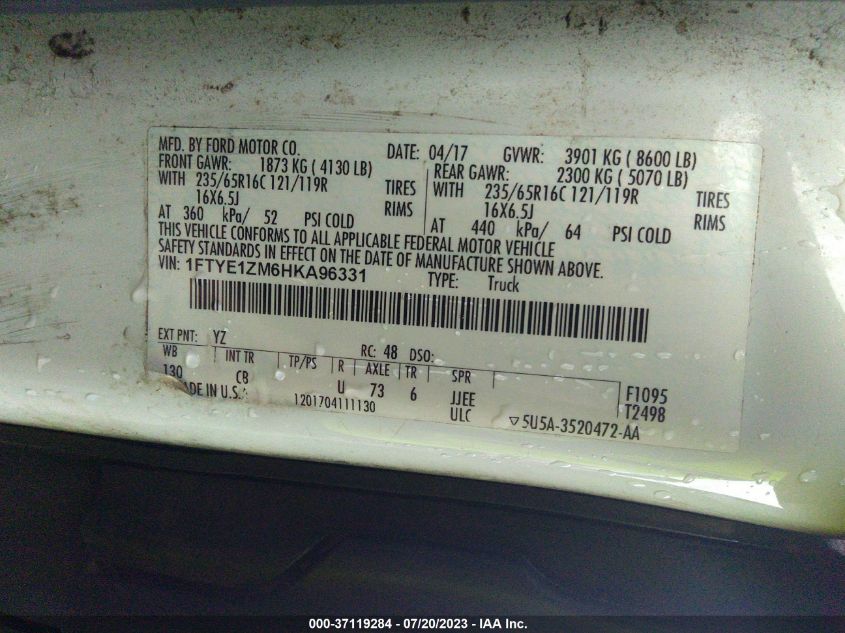 MFD. BY FORD MOTOR CO. DATE: 04/17 GVWR: 3901 KG ( 8600 LB)
FRONT GAWR: 1873 KG ( 4130 LB) REAR GAWR: 2300 KG ( 5070 LB)
WITH 235/65R16C 121/119R TIRES WITH 235/65R16C 121/119R TIRES
16X6.5J RIMS 16X6.5J RIMS
AT 360 kPa/ 52 PSI COLD AT 440 kPa/ 64 PSI COLD
THIS VEHICLE CONFORMS TO ALL APPLICABLE FEDERAL MOTOR VEHICLE
SAFETY STANDARDS IN EFFECT ON THE DATE OF MANUFACTURE SHOWN ABOVE.
VIN: 1FTYE1ZM6HKA96331 TYPE: Truck
EXT PNT: YZ RC: 48 DSO:
WB INT TR TP/PS R AXLE TR SPR
130 CB U 73 6 JJEE F1095
ADE IN U.S. 1201704111130 ULC T2498
5U5A-3520472-AA
000-37119284 - 07/20/2023 - IAA Inc.